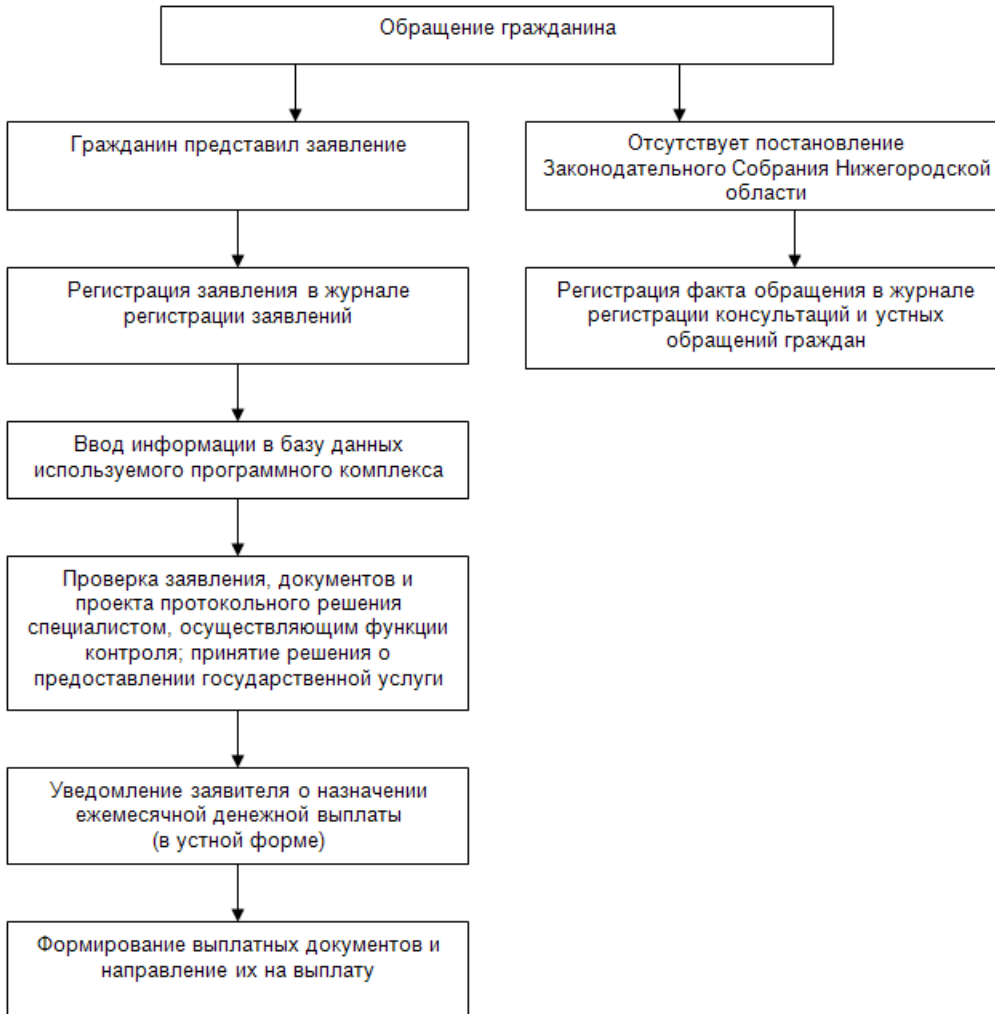 Обращение гражданина
Гражданин представил заявление
Отсутствует постановление
Законодательного Собрания Нижегородской
области
Регистрация заявления в журнале
регистрации заявлений
Регистрация факта обращения в журнале
регистрации консультаций и устных
обращений граждан
Ввод информации в базу данных
используемого программного комплекса
Проверка заявления, документов и
проекта протокольного решения
специалистом, осуществляющим функции
контроля; принятие решения о
предоставлении государственной услуги
Уведомление заявителя о назначении
ежемесячной денежной выплаты
(в устной форме)
Формирование выплатных документов и
направление их на выплату